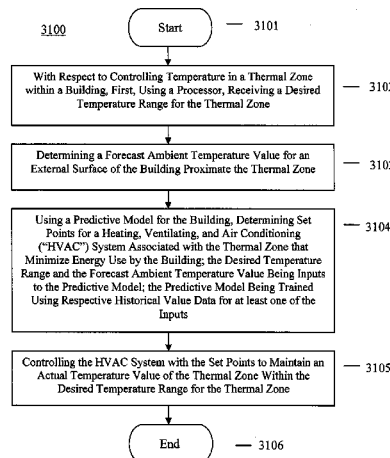 3100
Start
3101
With Respect to Controlling Temperature in a Thermal Zone
within a Building, First, Using a Processor, Receiving a Desired
Temperature Range for the Thermal Zone
Determining a Forecast Ambient Temperature Value for an
External Surface of the Building Proximate the Thermal Zone
Using a Predictive Model for the Building, Determining Set
Points for a Heating, Ventilating, and Air Conditioning
("HVAC") System Associated with the Thermal Zone that
Minimize Energy Use by the Building; the Desired Temperature
Range and the Forecast Ambient Temperature Value Being Inputs
to the Predictive Model; the Predictive Model Being Trained
Using Respective Historical Value Data for at least one of the
Inputs
3104
Controlling the HVAC System with the Set Points to Maintain an
Actual Temperature Value of the Thermal Zone Within the
Desired Temperature Range for the Thermal Zone
3105
End
3106